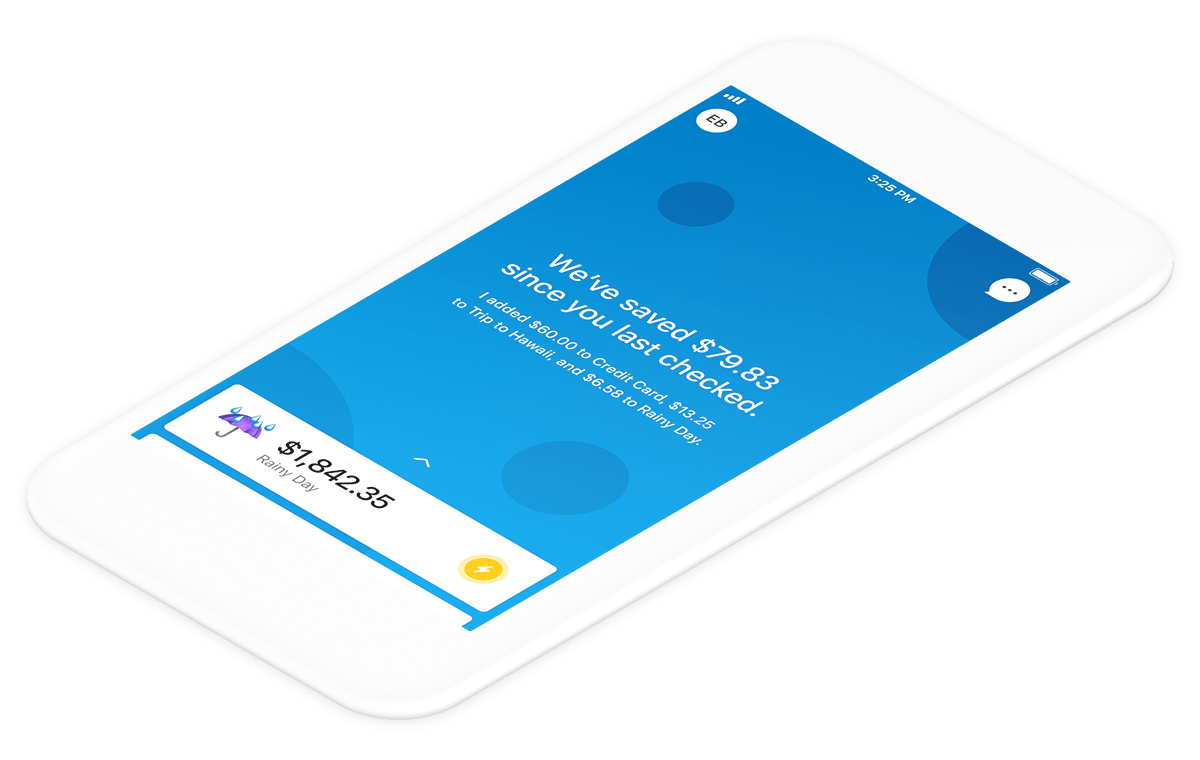 3:25 PM
EB
We've saved $79.83
since you last checked.
I added $60.00 to Credit Card, $13.25
to Trip to Hawaii, and $6.58 to Rainy Day.
$1,842.35
Rainy Day